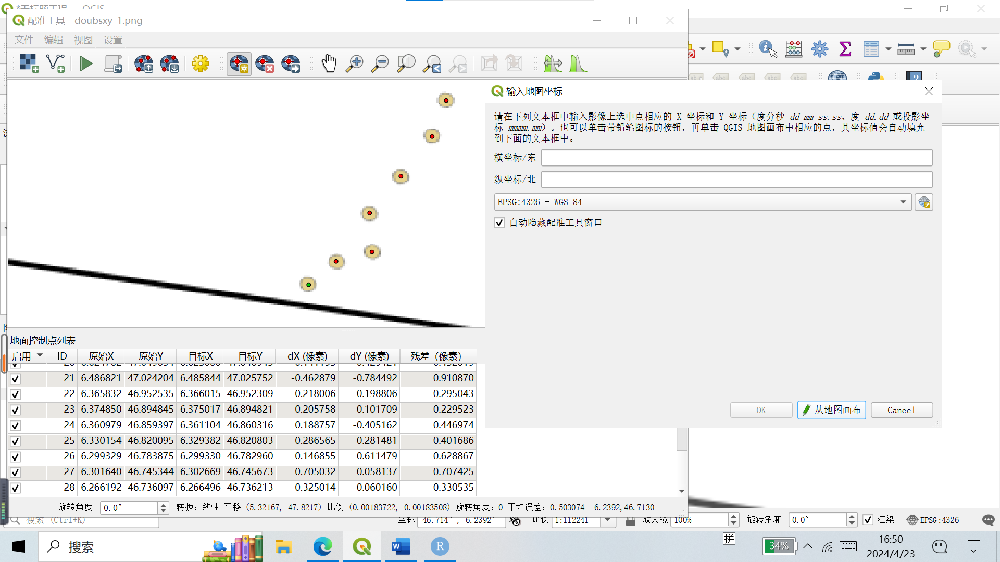 *无标题工程 — QGIS
配准工具 - doubsxy-1.png
文件 编辑 视图 设置
输入地图坐标
请在下列文本框中输入影像上选中点相应的 X 坐标和 Y 坐标（度分秒 dd mm ss.ss、度 dd.dd 或投影坐
标 mmmm.mm）。也可以单击带铅笔图标的按钮，再单击 QGIS 地图画布中相应的点，其坐标值会自动填充
到下面的文本框中。
横坐标/东
纵坐标/北
EPSG:4326 - WGS 84
自动隐藏配准工具窗口
OK 从地图画布 Cancel
地面控制点列表
启用 ID 原始X 原始Y 目标X 目标Y dX (像素) dY (像素) 残差（像素）
21 6.486821 47.024204 6.485844 47.025752 -0.462879 -0.784492 0.910870
22 6.365832 46.952535 6.366015 46.952309 0.218006 0.198806 0.295043
23 6.374850 46.894845 6.375017 46.894821 0.205758 0.101709 0.229523
24 6.360979 46.859397 6.361104 46.860316 0.188757 -0.405162 0.446974
25 6.330154 46.820095 6.329382 46.820803 -0.286565 -0.281481 0.401686
26 6.299329 46.783875 6.299330 46.782960 0.146855 0.611479 0.628867
27 6.301640 46.745344 6.302669 46.745673 0.705032 -0.058137 0.707425
28 6.266192 46.736097 6.266496 46.736213 0.325014 0.060160 0.330535
旋转角度 0.0° 转换：线性 平移 (5.32167, 47.8217) 比例 (0.00183722, 0.00183508) 旋转角度：0 平均误差：0.503074 6.2392,46.7130
搜索 (Ctrl+K) 坐标 46.714°, 6.2392° 比例 1:112241 放大镜 100% 旋转角度 0.0° 渲染 EPSG:4326
搜索 拼 34% 16:50
2024/4/23